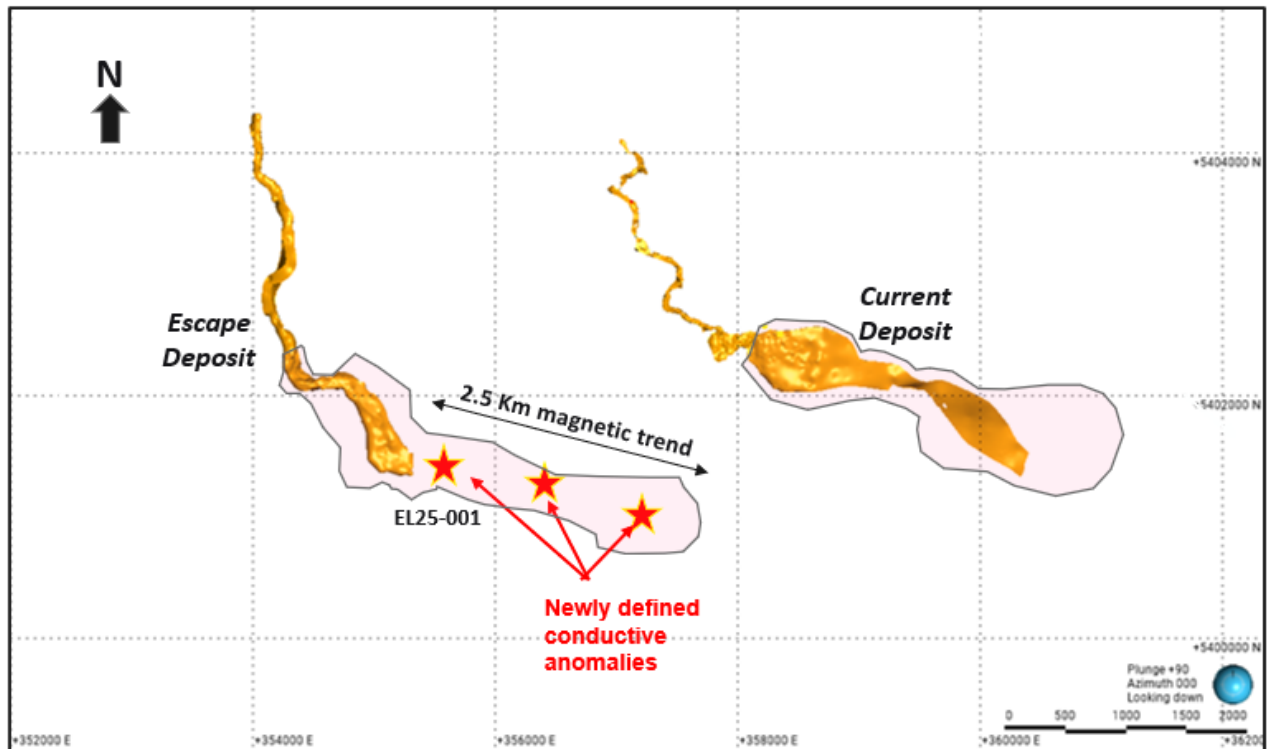 N
+5404000 N
Escape
Deposit
Current
Deposit
2.5 Km magnetic trend
+5402000 N
EL25-001
Newly defined
conductive
anomalies
+5400000 N
Plunge +90
Azimuth 000
Looking down
0 500 1000 1500 2000
+352000 E +354000 E +356000 E +358000 E +360000 E +36200